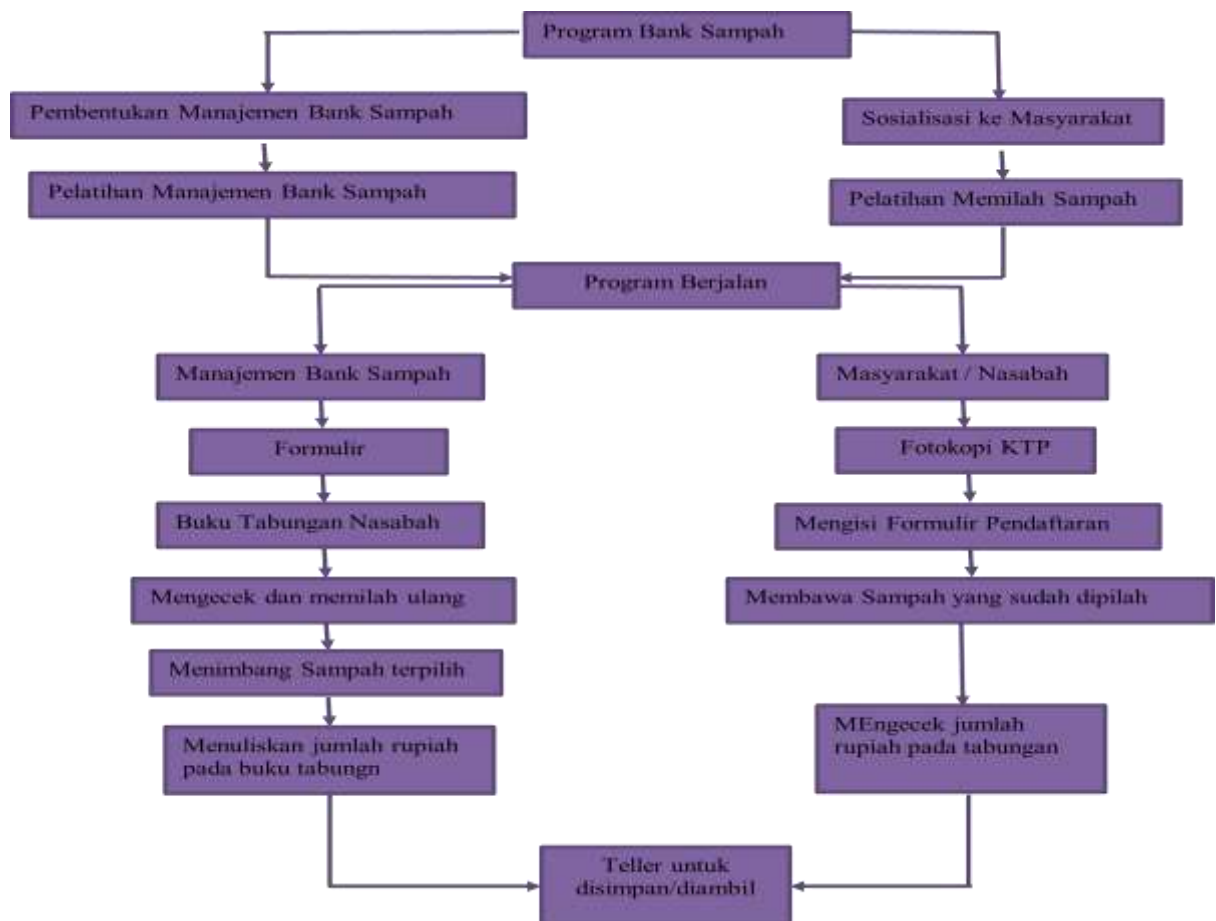 Program Bank Sampah
Pembentukan Manajemen Bank Sampah
Sosialisasi ke Masyarakat
Pelatihan Manajemen Bank Sampah
Pelatihan Memilah Sampah
Program Berjalan
Manajemen Bank Sampah
Masyarakat / Nasabah
Formulir
Fotokopi KTP
Buku Tabungan Nasabah
Mengisi Formulir Pendaftaran
Mengecek dan memilah ulang
Membawa Sampah yang sudah dipilah
Menimbang Sampah terpilih
Menuliskan jumlah rupiah
pada buku tabungn
MEngecek jumlah
rupiah pada tabungan
Teller untuk
disimpan/diambil